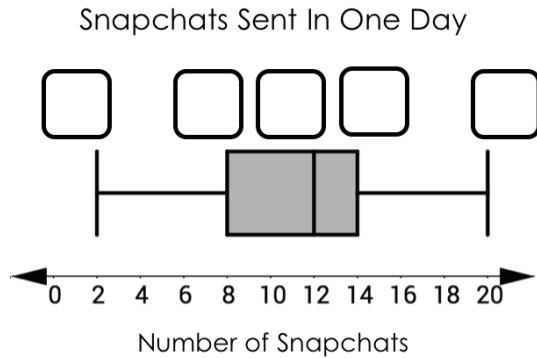 Snapchats Sent In One Day
0 2 4 6 8 10 12 14 16 18 20
Number of Snapchats